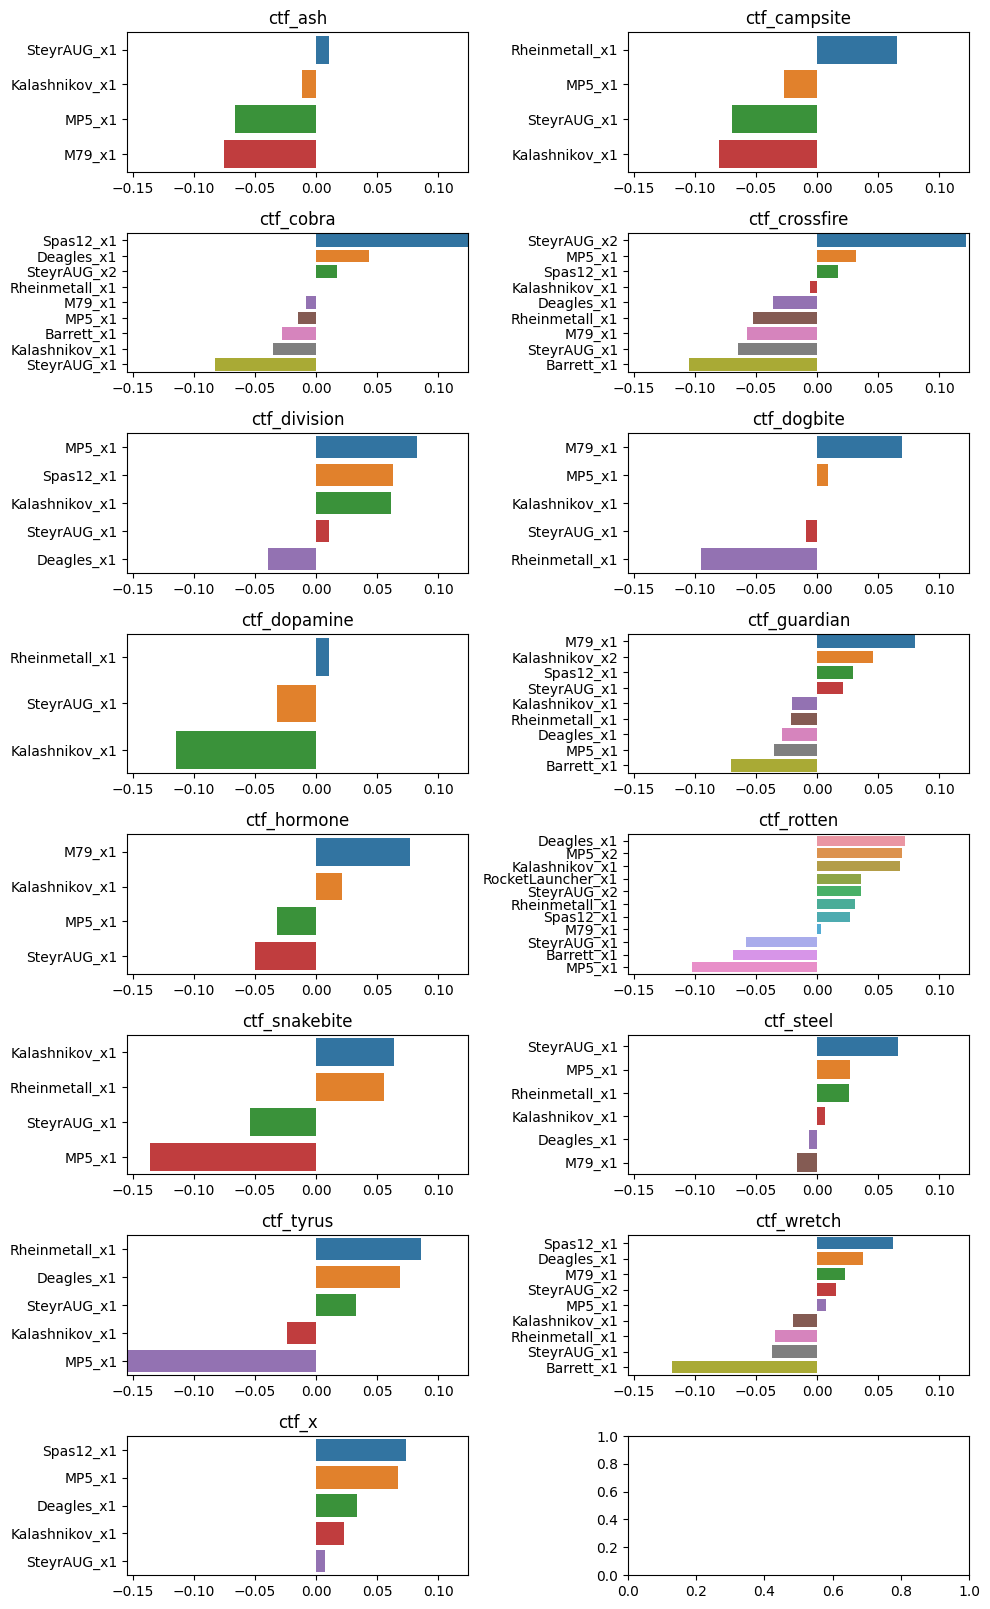 ctf_ash
SteyrAUG_x1
Kalashnikov_x1
MP5_x1
M79_x1
−0.15 −0.10 −0.05 0.00 0.05 0.10
ctf_campsite
Rheinmetall_x1
MP5_x1
SteyrAUG_x1
Kalashnikov_x1
−0.15 −0.10 −0.05 0.00 0.05 0.10
ctf_cobra
Spas12_x1
Deagles_x1
SteyrAUG_x2
Rheinmetall_x1
M79_x1
MP5_x1
Barrett_x1
Kalashnikov_x1
SteyrAUG_x1
−0.15 −0.10 −0.05 0.00 0.05 0.10
ctf_crossfire
SteyrAUG_x2
MP5_x1
Spas12_x1
Kalashnikov_x1
Deagles_x1
Rheinmetall_x1
M79_x1
SteyrAUG_x1
Barrett_x1
−0.15 −0.10 −0.05 0.00 0.05 0.10
ctf_division
MP5_x1
Spas12_x1
Kalashnikov_x1
SteyrAUG_x1
Deagles_x1
−0.15 −0.10 −0.05 0.00 0.05 0.10
ctf_dogbite
M79_x1
MP5_x1
Kalashnikov_x1
SteyrAUG_x1
Rheinmetall_x1
−0.15 −0.10 −0.05 0.00 0.05 0.10
ctf_dopamine
Rheinmetall_x1
SteyrAUG_x1
Kalashnikov_x1
−0.15 −0.10 −0.05 0.00 0.05 0.10
ctf_guardian
M79_x1
Kalashnikov_x2
Spas12_x1
SteyrAUG_x1
Kalashnikov_x1
Rheinmetall_x1
Deagles_x1
MP5_x1
Barrett_x1
−0.15 −0.10 −0.05 0.00 0.05 0.10
ctf_hormone
M79_x1
Kalashnikov_x1
MP5_x1
SteyrAUG_x1
−0.15 −0.10 −0.05 0.00 0.05 0.10
ctf_rotten
Deagles_x1
MP5_x2
Kalashnikov_x1
RocketLauncher_x1
SteyrAUG_x2
Rheinmetall_x1
Spas12_x1
M79_x1
SteyrAUG_x1
Barrett_x1
MP5_x1
−0.15 −0.10 −0.05 0.00 0.05 0.10
ctf_snakebite
Kalashnikov_x1
Rheinmetall_x1
SteyrAUG_x1
MP5_x1
−0.15 −0.10 −0.05 0.00 0.05 0.10
ctf_steel
SteyrAUG_x1
MP5_x1
Rheinmetall_x1
Kalashnikov_x1
Deagles_x1
M79_x1
−0.15 −0.10 −0.05 0.00 0.05 0.10
ctf_tyrus
Rheinmetall_x1
Deagles_x1
SteyrAUG_x1
Kalashnikov_x1
MP5_x1
−0.15 −0.10 −0.05 0.00 0.05 0.10
ctf_wretch
Spas12_x1
Deagles_x1
M79_x1
SteyrAUG_x2
MP5_x1
Kalashnikov_x1
Rheinmetall_x1
SteyrAUG_x1
Barrett_x1
−0.15 −0.10 −0.05 0.00 0.05 0.10
ctf_x
Spas12_x1
MP5_x1
Deagles_x1
Kalashnikov_x1
SteyrAUG_x1
−0.15 −0.10 −0.05 0.00 0.05 0.10
1.0
0.8
0.6
0.4
0.2
0.0
0.0 0.2 0.4 0.6 0.8 1.0